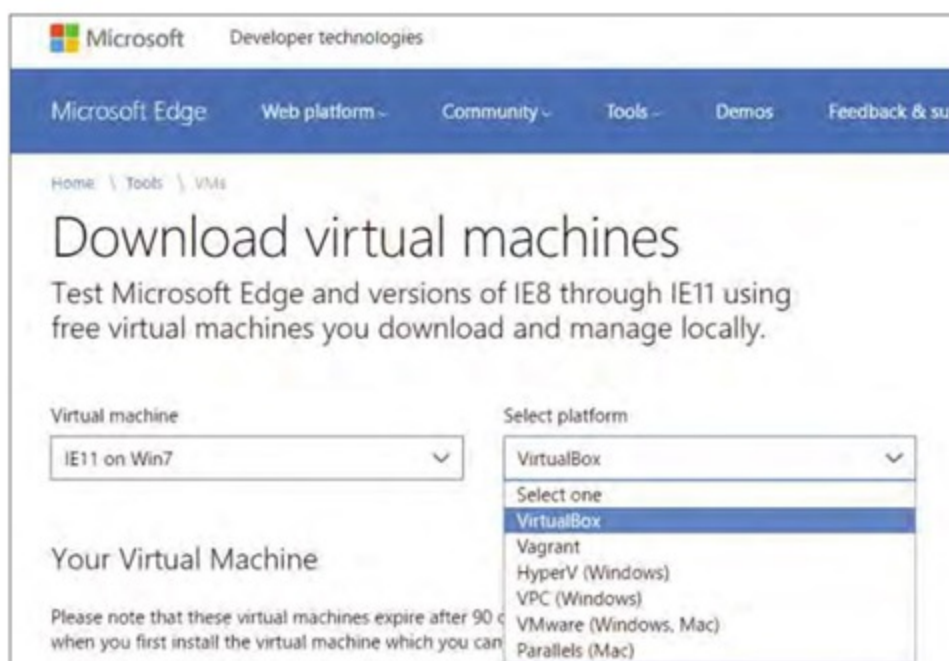 Microsoft Developer technologies
Microsoft Edge Web platform Community Tools Demos Feedback & su
Home \ Tools \ VMs
Download virtual machines
Test Microsoft Edge and versions of IE8 through IE11 using
free virtual machines you download and manage locally.
Virtual machine Select platform
IE11 on Win7 VirtualBox
Select one
VirtualBox
Vagrant
HyperV (Windows)
VPC (Windows)
VMware (Windows, Mac)
Parallels (Mac)
Your Virtual Machine
Please note that these virtual machines expire after 90
when you first install the virtual machine which you can